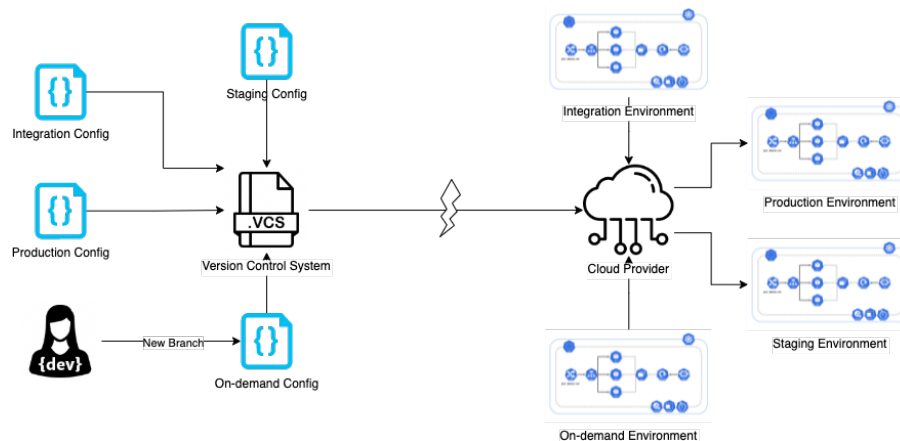 Staging Config
Integration Environment
Integration Config
Production Environment
.VCS
Production Config
Version Control System
Cloud Provider
{dev}
New Branch
Staging Environment
On-demand Config
On-demand Environment